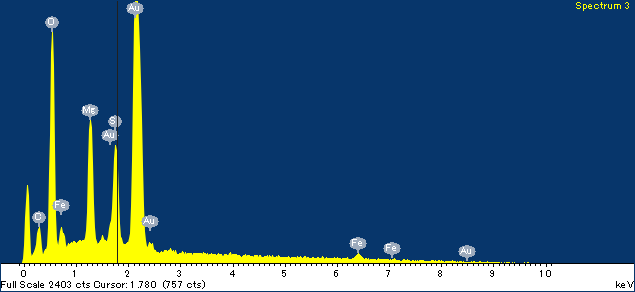 Spectrum 3
Au
O
Mg
Si
Au
Fe
O
Au
Fe
Fe
Au
0 1 2 3 4 5 6 7 8 9 10
Full Scale 2403 cts Cursor: 1.780 (757 cts) keV